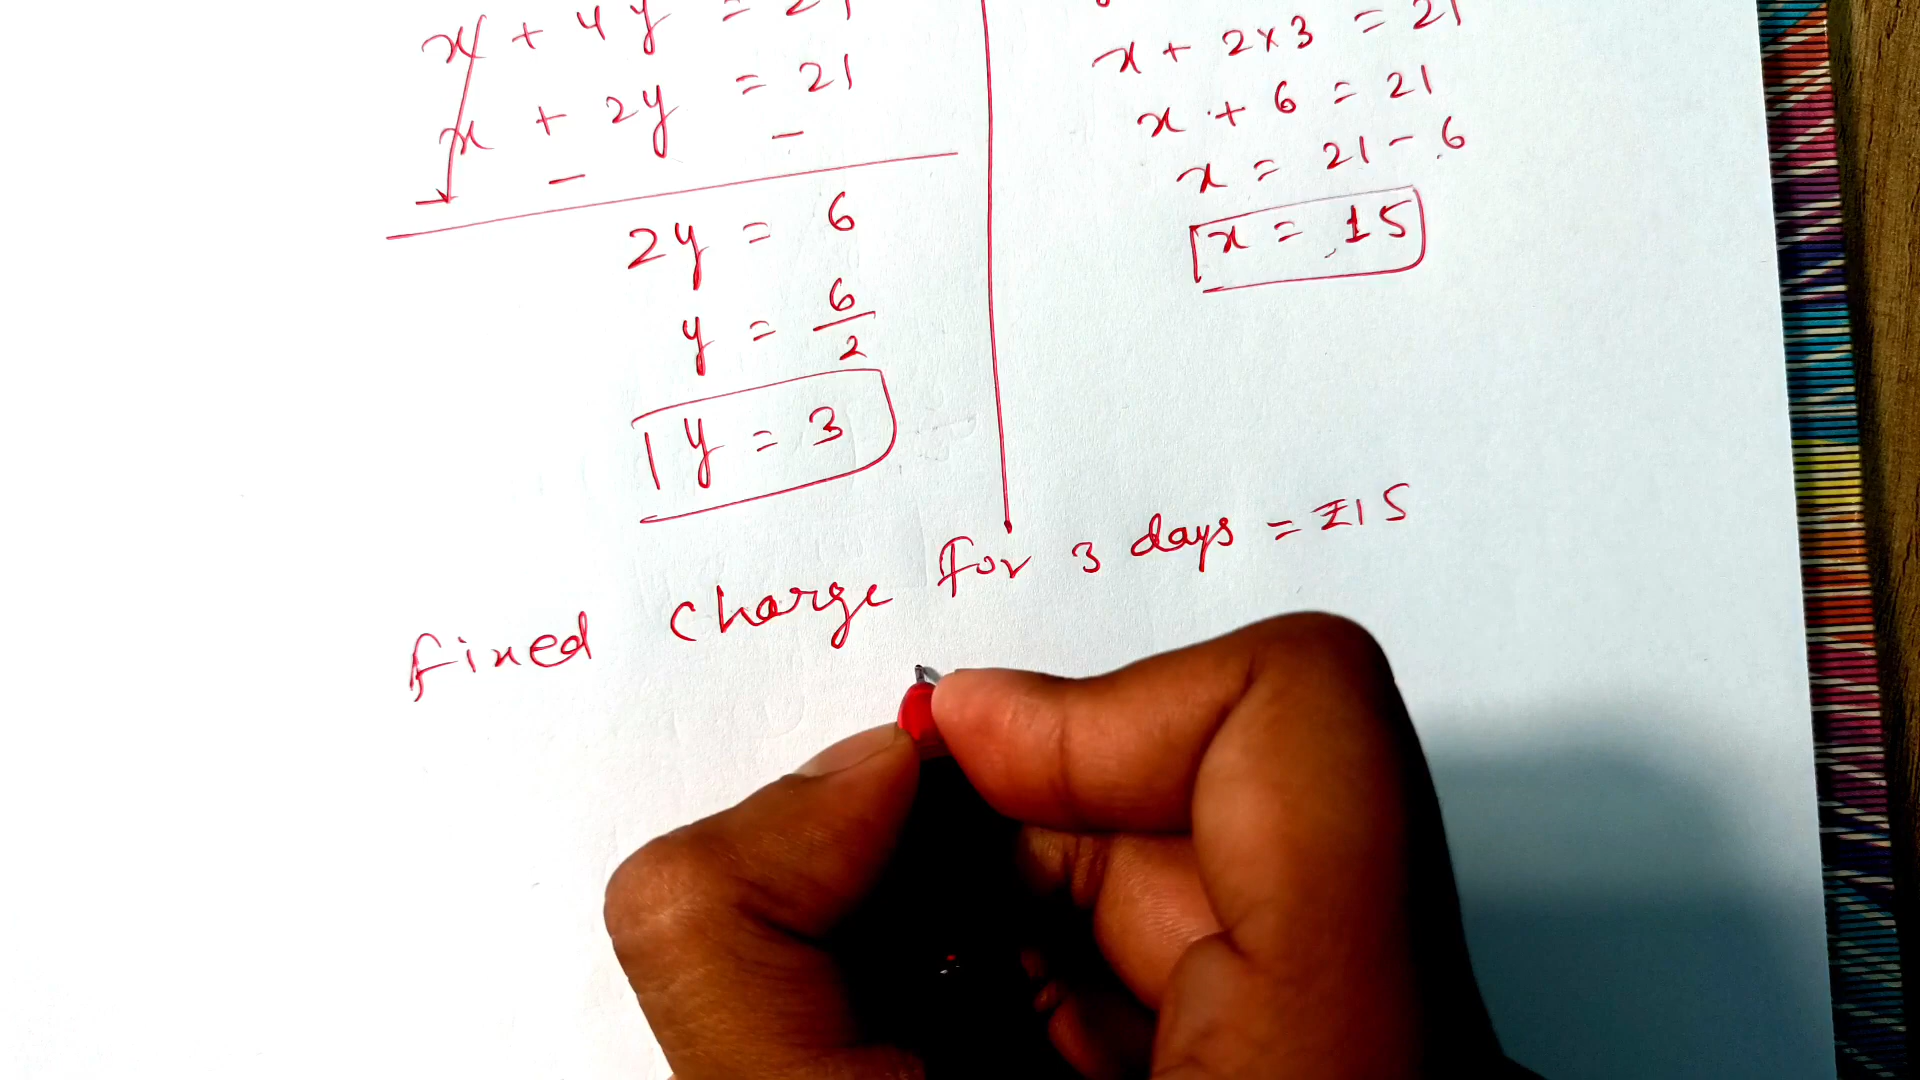 x + 4y = 27
x + 2y = 21
— —
2y = 6
y = 6/2
y = 3
x + 2×3 = 21
x + 6 = 21
x = 21 - 6
x = 15
fixed charge for 3 days = ₹15